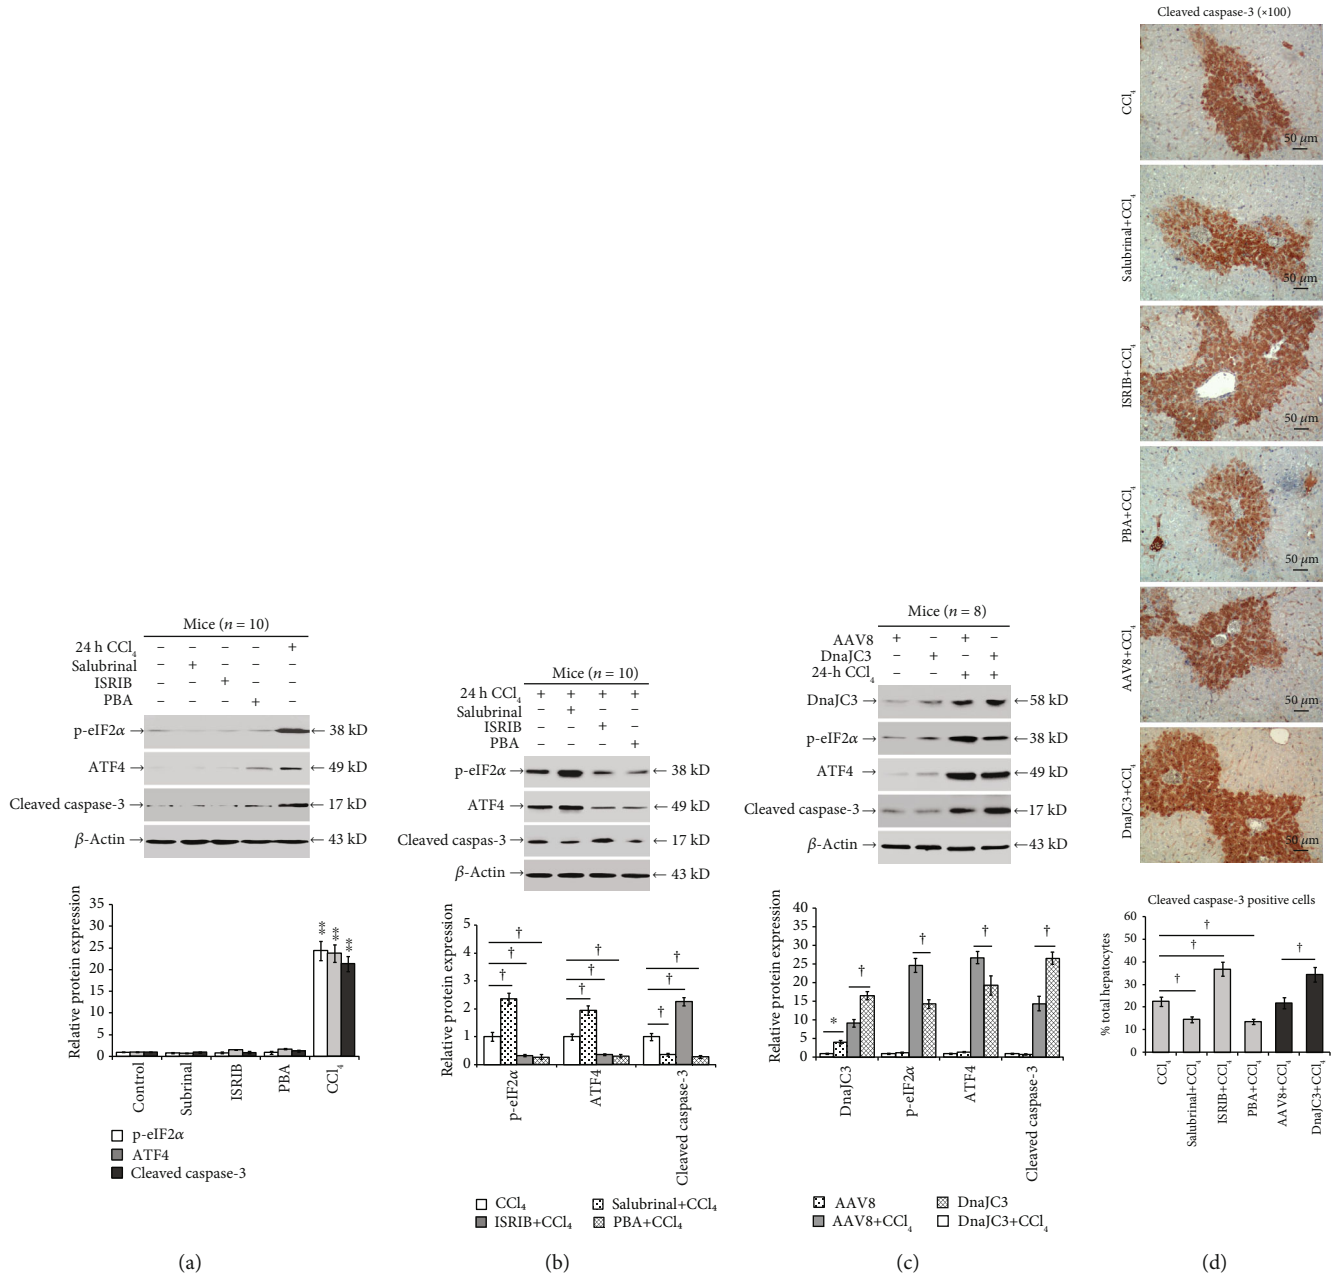 Mice (n = 10)
24 h CCl₄ – – – – +
Salubrinal – + – – –
ISRIB – – + – –
PBA – – – + –
p-eIF2α → ← 38 kD
ATF4 → ← 49 kD
Cleaved caspase-3 → ← 17 kD
β-Actin → ← 43 kD
Relative protein expression
35
30
25
20
15
10
5
0
** ** **
Control
Subrinal
ISRIB
PBA
CCl₄
p-eIF2α
ATF4
Cleaved caspase-3
(a)
Mice (n = 10)
24 h CCl₄ + + + +
Salubrinal – + – –
ISRIB – – + –
PBA – – – +
p-eIF2α → ← 38 kD
ATF4 → ← 49 kD
Cleaved caspas-3 → ← 17 kD
β-Actin → ← 43 kD
Relative protein expression
5
4
3
2
1
0
† † †
† † †
† † †
p-eIF2α
ATF4
Cleaved caspase-3
CCl₄
Salubrinal+CCl₄
ISRIB+CCl₄
PBA+CCl₄
(b)
Mice (n = 8)
AAV8 + – + –
DnaJC3 – + – +
24-h CCl₄ – – + +
DnaJC3 → ← 58 kD
p-eIF2α → ← 38 kD
ATF4 → ← 49 kD
Cleaved caspase-3 → ← 17 kD
β-Actin → ← 43 kD
Relative protein expression
40
35
30
25
20
15
10
5
0
* † † † †
DnaJC3
p-eIF2α
ATF4
Cleaved caspase-3
AAV8
DnaJC3
AAV8+CCl₄
DnaJC3+CCl₄
(c)
Cleaved caspase-3 (×100)
CCl₄
50 μm
Salubrinal+CCl₄
50 μm
ISRIB+CCl₄
50 μm
PBA+CCl₄
50 μm
AAV8+CCl₄
50 μm
DnaJC3+CCl₄
50 μm
Cleaved caspase-3 positive cells
% total hepatocytes
60
50
40
30
20
10
0
† † † †
CCl₄
Salubrinal+CCl₄
ISRIB+CCl₄
PBA+CCl₄
AAV8+CCl₄
DnaJC3+CCl₄
(d)